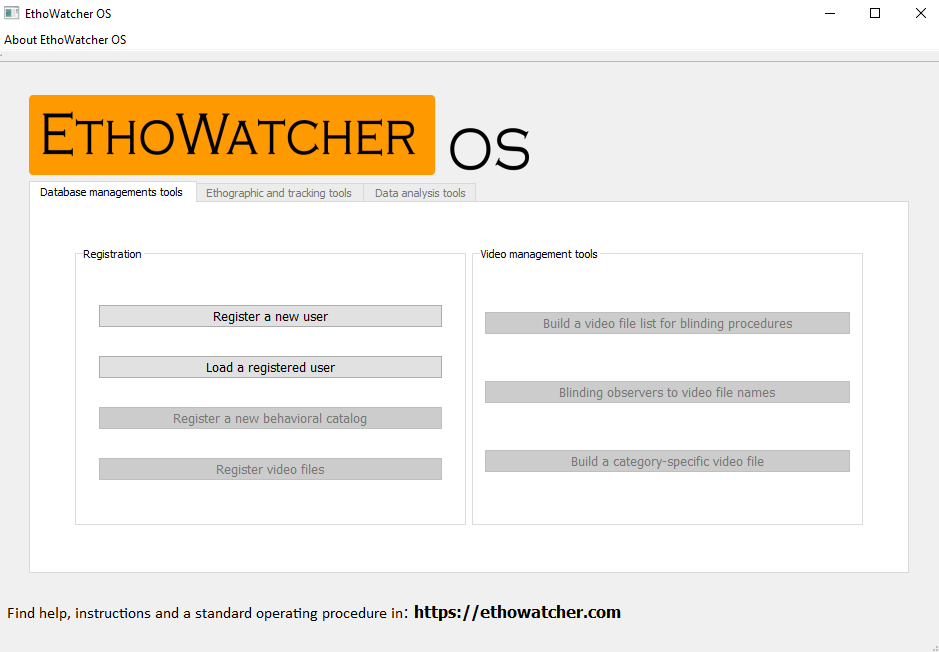 EthoWatcher OS
About EthoWatcher OS
EthoWatcher OS
Database managements tools
Ethographic and tracking tools
Data analysis tools
Registration
Register a new user
Load a registered user
Register a new behavioral catalog
Register video files
Video management tools
Build a video file list for blinding procedures
Blinding observers to video file names
Build a category-specific video file
Find help, instructions and a standard operating procedure in: https://ethowatcher.com